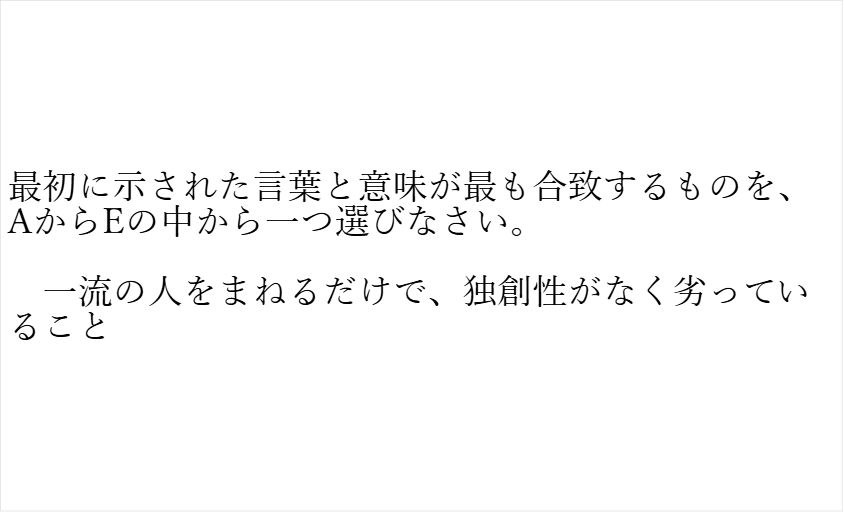 最初に示された言葉と意味が最も合致するものを、
AからEの中から一つ選びなさい。
　一流の人をまねるだけで、独創性がなく劣ってい
ること